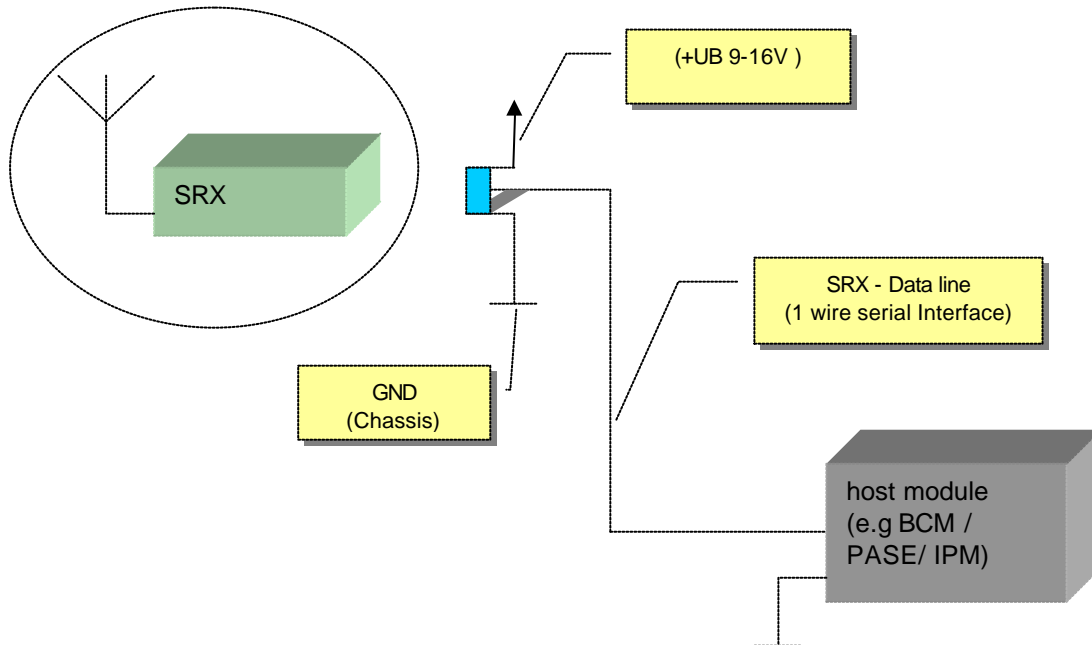 (+UB 9-16V )
SRX
SRX - Data line
(1 wire serial Interface)
GND
(Chassis)
host module
(e.g BCM /
PASE/ IPM)